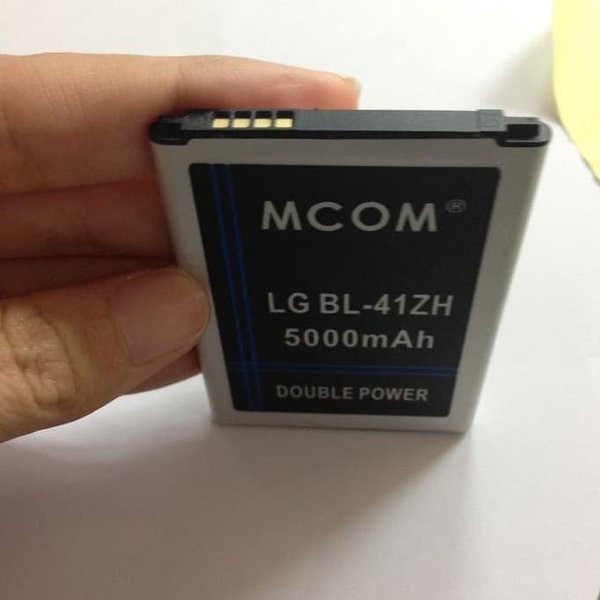 MCOM®
LG BL-41ZH
5000mAh
DOUBLE POWER